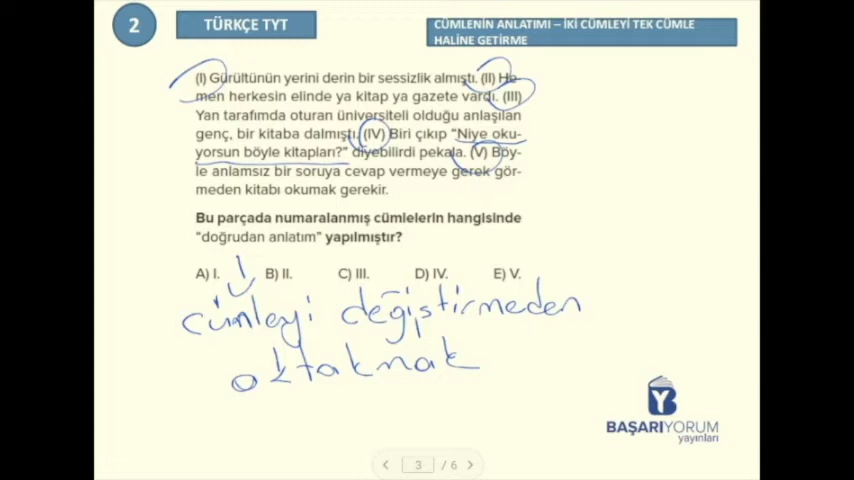 2
TÜRKÇE TYT
CÜMLENİN ANLATIMI – İKİ CÜMLEYİ TEK CÜMLE
HALİNE GETİRME
(I) Gürültünün yerini derin bir sessizlik almıştı. (II) He-
men herkesin elinde ya kitap ya gazete vardı. (III)
Yan tarafımda oturan üniversiteli olduğu anlaşılan
genç, bir kitaba dalmıştı. (IV) Biri çıkıp “Niye oku-
yorsun böyle kitapları?” diyebilirdi pekala. (V) Böy-
le anlamsız bir soruya cevap vermeye gerek gör-
meden kitabı okumak gerekir.
Bu parçada numaralanmış cümlelerin hangisinde
“doğrudan anlatım” yapılmıştır?
A) I. B) II. C) III. D) IV. E) V.
cümleyi değiştirmeden
aktakmak
BAŞARIYORUM
yayınları
3 / 6